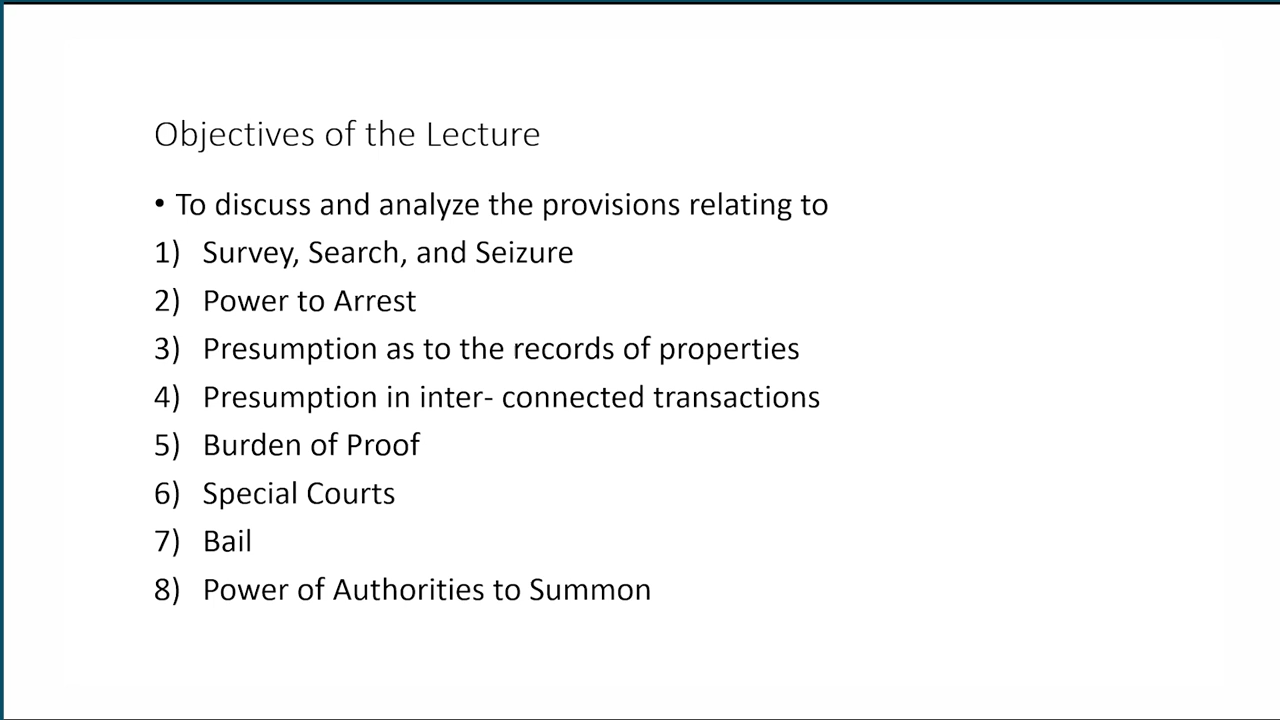 Objectives of the Lecture
• To discuss and analyze the provisions relating to
1) Survey, Search, and Seizure
2) Power to Arrest
3) Presumption as to the records of properties
4) Presumption in inter- connected transactions
5) Burden of Proof
6) Special Courts
7) Bail
8) Power of Authorities to Summon